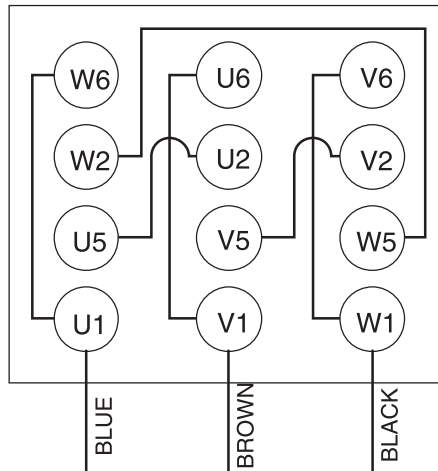 W6 U6 V6
W2 U2 V2
U5 V5 W5
U1 V1 W1
BLUE
BROWN
BLACK